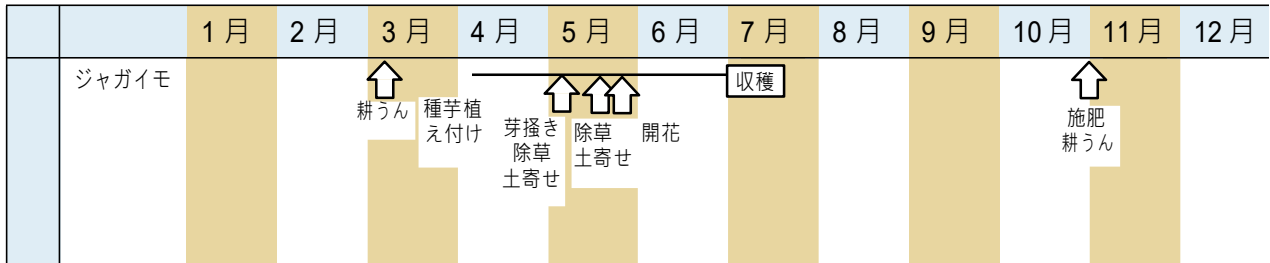 1月 2月 3月 4月 5月 6月 7月 8月 9月 10月 11月 12月
ジャガイモ
耕うん
種芋植
え付け
芽掻き
除草
土寄せ
除草
土寄せ
開花
収穫
施肥
耕うん